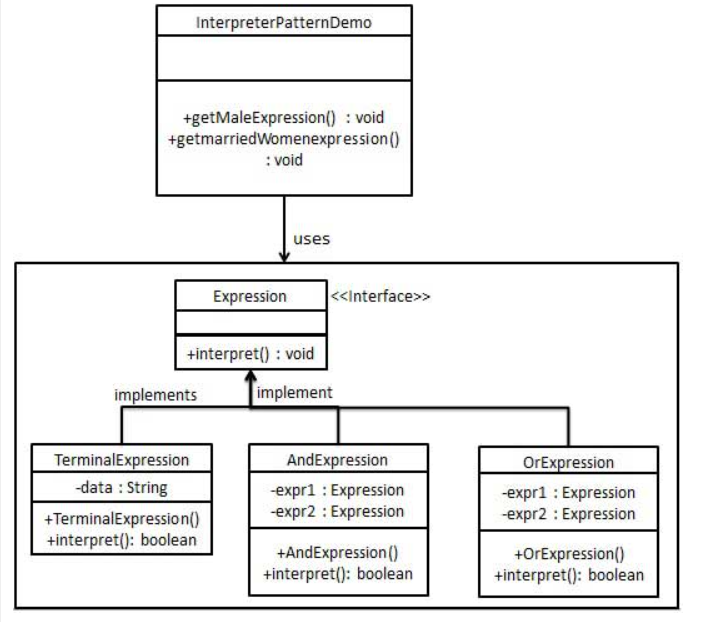 InterpreterPatternDemo
+getMaleExpression() : void
+getmarriedWomenexpression()
: void
uses
Expression
<<Interface>>
+interpret() : void
implements
implement
TerminalExpression
-data : String
+TerminalExpression()
+interpret(): boolean
AndExpression
-expr1 : Expression
-expr2 : Expression
+AndExpression()
+interpret(): boolean
OrExpression
-expr1 : Expression
-expr2 : Expression
+OrExpression()
+interpret(): boolean